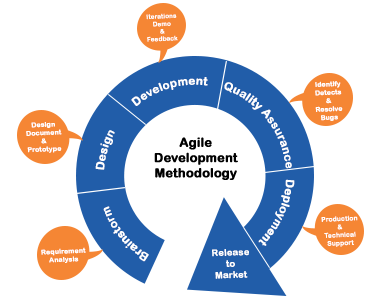 Iterations
Demo
&
Feedback
Development
Quality Assurance
Identify
Detects
&
Resolve
Bugs
Design
Document
&
Prototype
Design
Agile
Development
Methodology
Brainstorm
Deployment
Requirement
Analysis
Release
to
Market
Production
&
Technical
Support